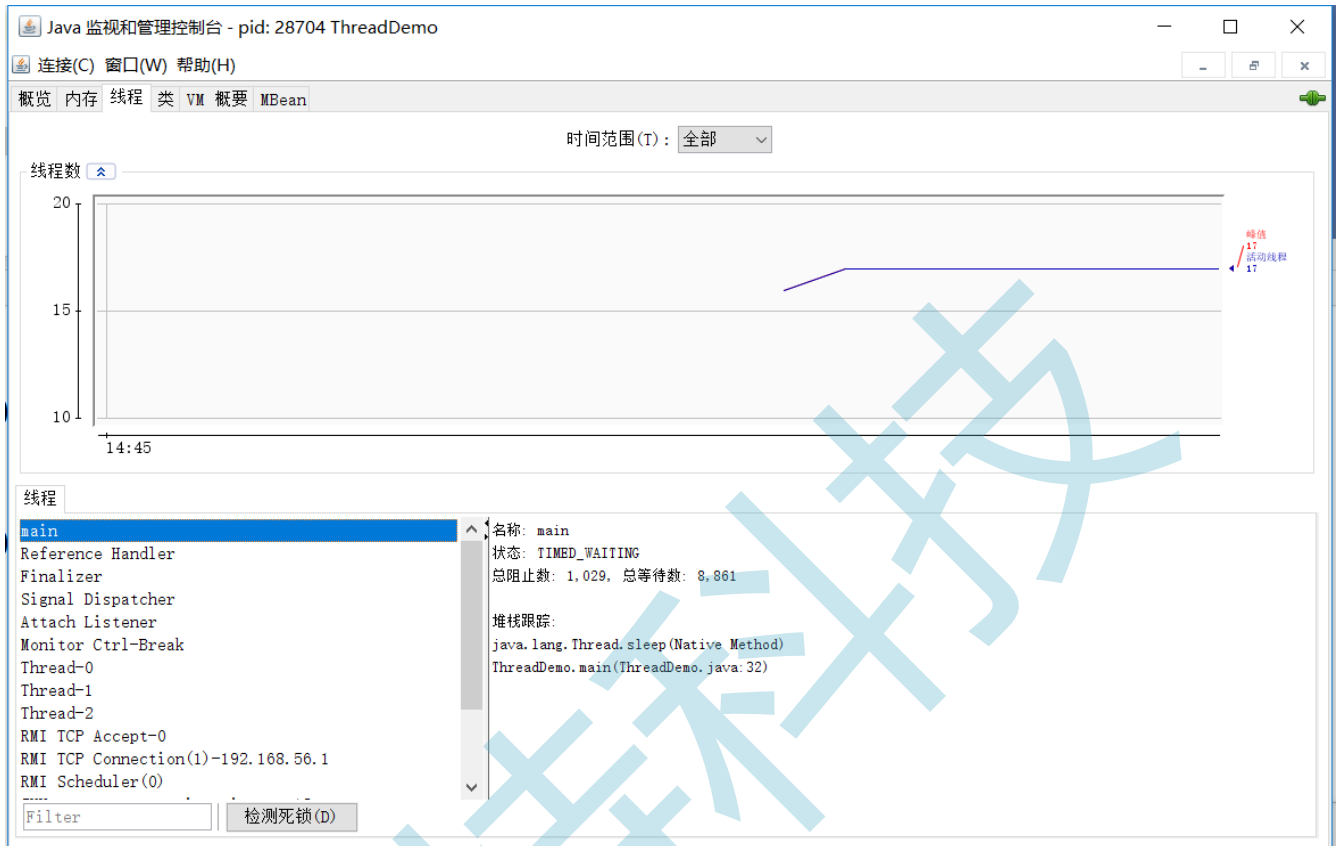 Java 监视和管理控制台 - pid: 28704 ThreadDemo
连接(C) 窗口(W) 帮助(H)
概览 内存 线程 类 VM 概要 MBean
时间范围(T): 全部
线程数
20
15
10
14:45
峰值
17
活动线程
17
线程
main
Reference Handler
Finalizer
Signal Dispatcher
Attach Listener
Monitor Ctrl-Break
Thread-0
Thread-1
Thread-2
RMI TCP Accept-0
RMI TCP Connection(1)-192.168.56.1
RMI Scheduler(0)
Filter
检测死锁(D)
名称: main
状态: TIMED_WAITING
总阻止数: 1,029, 总等待数: 8,861
堆栈跟踪:
java.lang.Thread.sleep(Native Method)
ThreadDemo.main(ThreadDemo.java:32)
科技